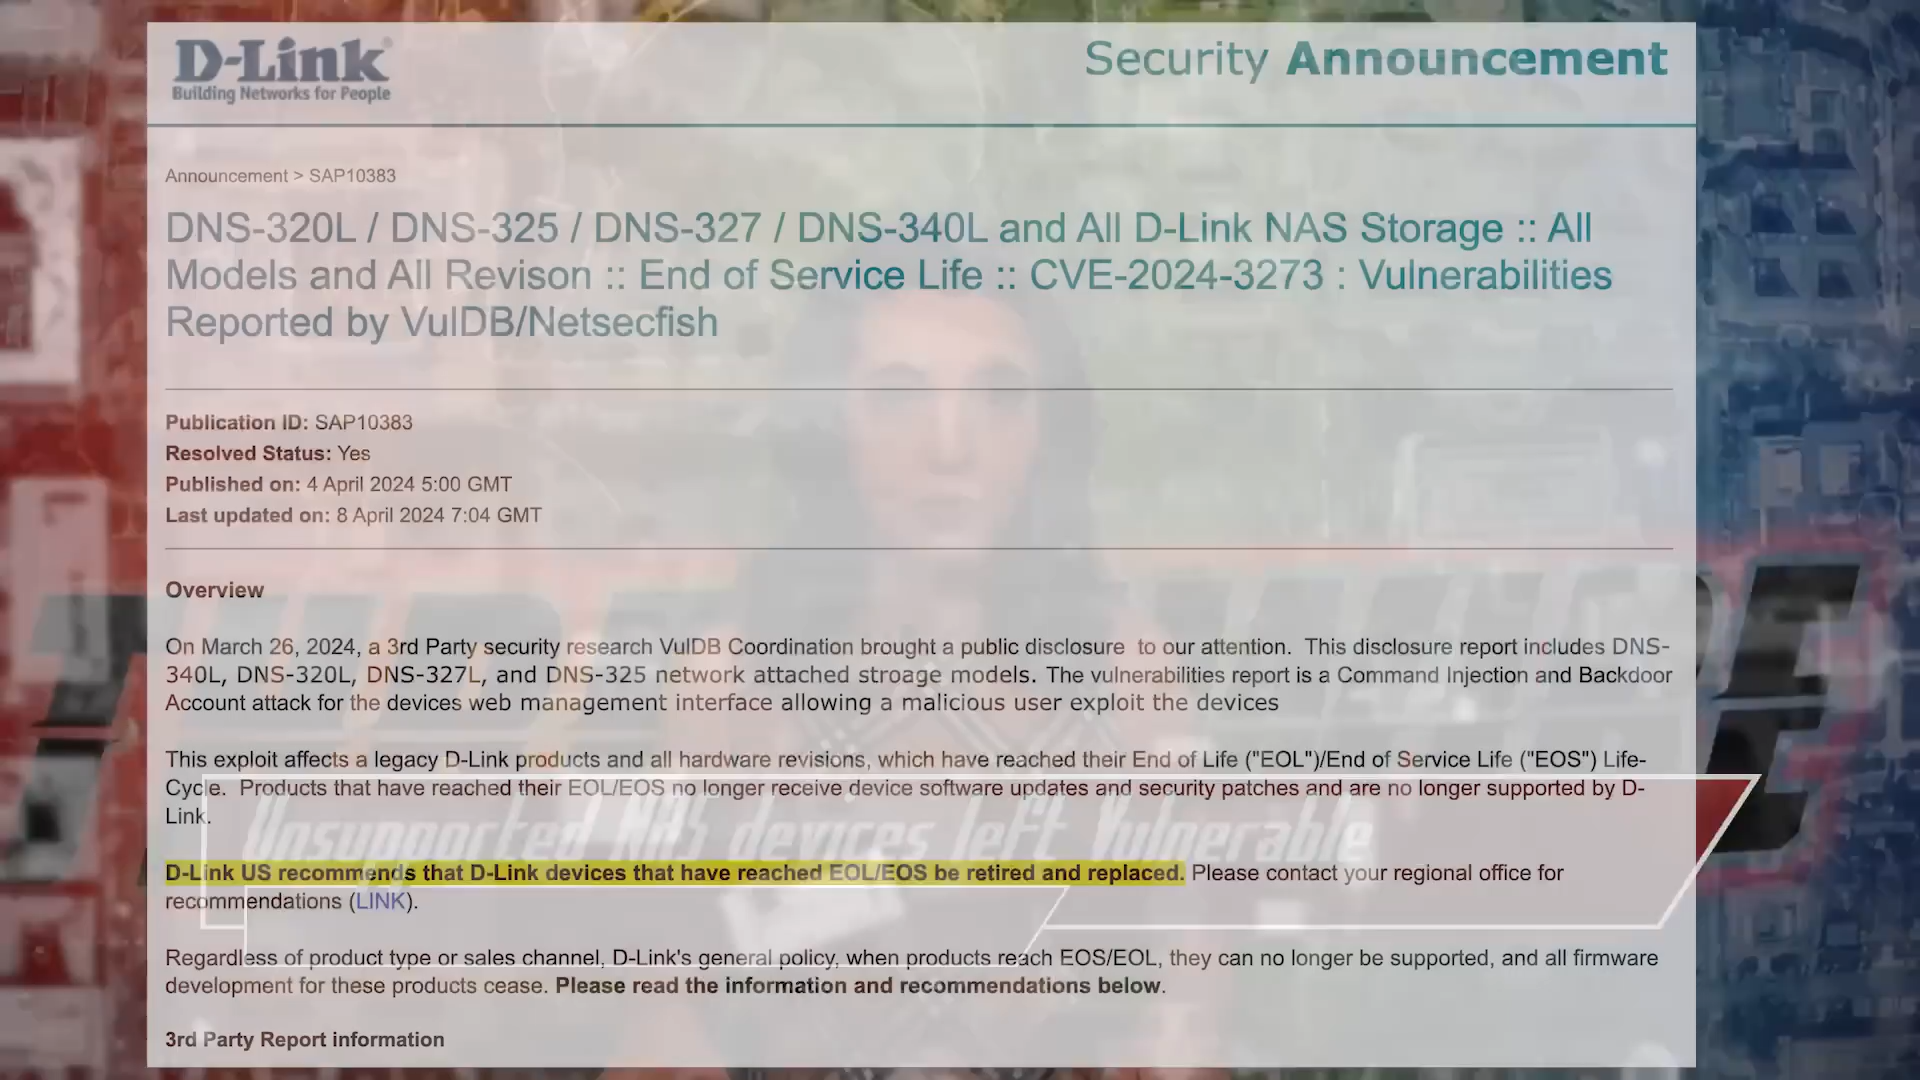 D-Link
Building Networks for People
Security Announcement
Announcement > SAP10383
DNS-320L / DNS-325 / DNS-327 / DNS-340L and All D-Link NAS Storage :: All
Models and All Revison :: End of Service Life :: CVE-2024-3273 : Vulnerabilities
Reported by VulDB/Netsecfish
Publication ID: SAP10383
Resolved Status: Yes
Published on: 4 April 2024 5:00 GMT
Last updated on: 8 April 2024 7:04 GMT
Overview
On March 26, 2024, a 3rd Party security research VulDB Coordination brought a public disclosure  to our attention.  This disclosure report includes DNS-
340L, DNS-320L, DNS-327L, and DNS-325 network attached stroage models. The vulnerabilities report is a Command Injection and Backdoor
Account attack for the devices web management interface allowing a malicious user exploit the devices
This exploit affects a legacy D-Link products and all hardware revisions, which have reached their End of Life ("EOL")/End of Service Life ("EOS") Life-
Cycle.  Products that have reached their EOL/EOS no longer receive device software updates and security patches and are no longer supported by D-
Link.
Unsupported NAS devices left Vulnerable
D-Link US recommends that D-Link devices that have reached EOL/EOS be retired and replaced. Please contact your regional office for
recommendations (LINK).
Regardless of product type or sales channel, D-Link's general policy, when products reach EOS/EOL, they can no longer be supported, and all firmware
development for these products cease. Please read the information and recommendations below.
3rd Party Report information